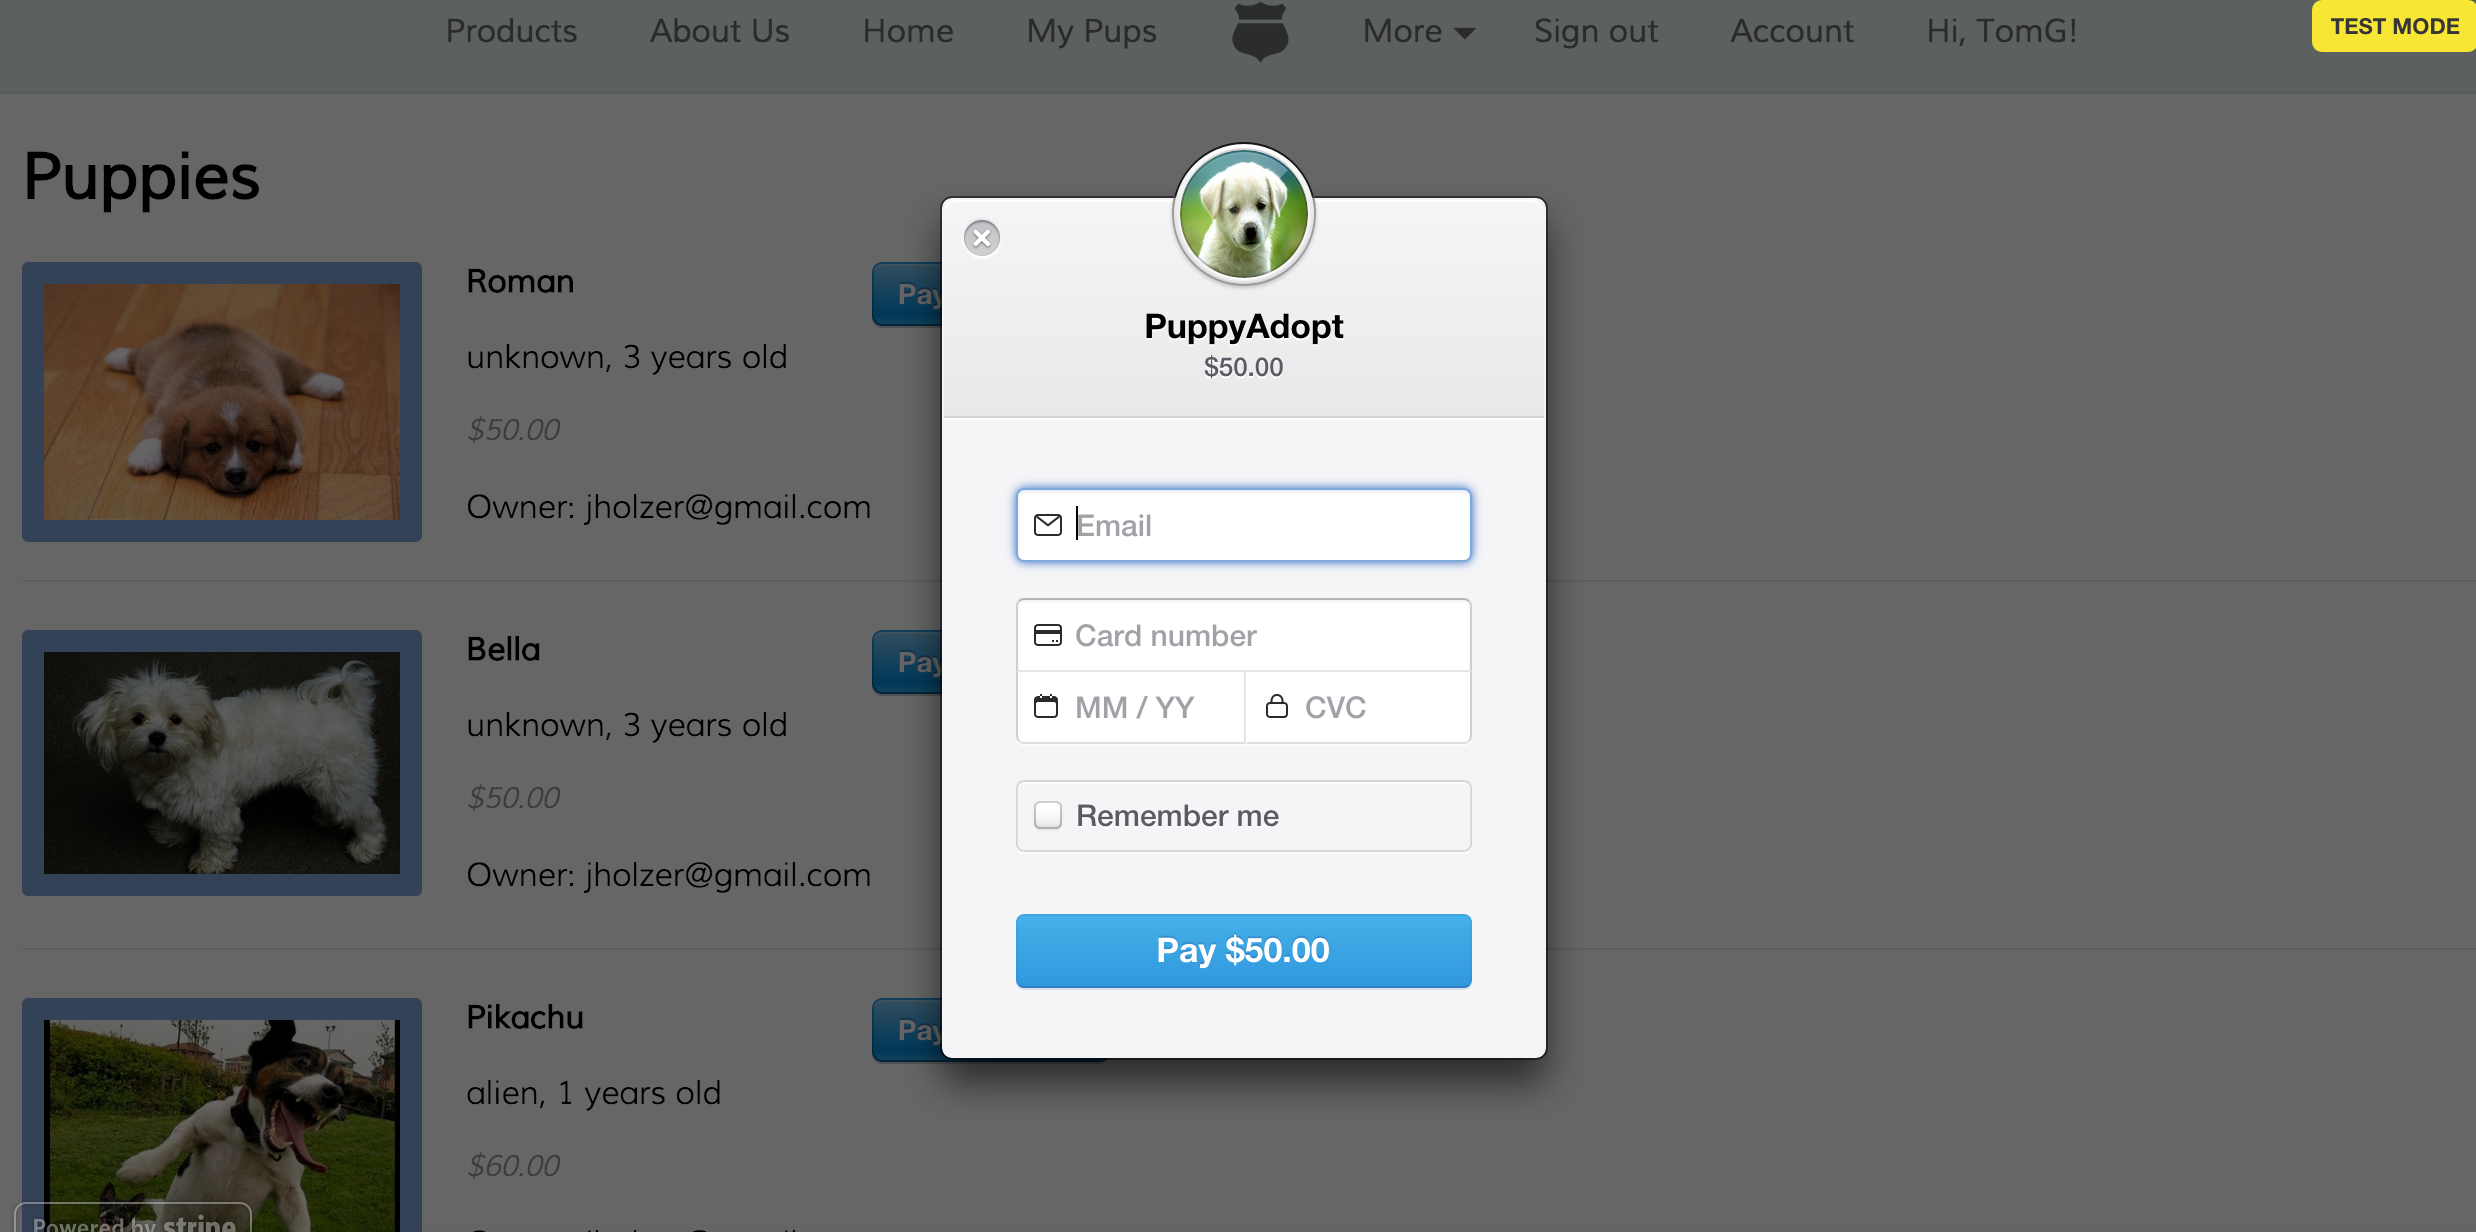 Products About Us Home My Pups More Sign out Account Hi, TomG!
TEST MODE
Puppies
Roman
unknown, 3 years old
$50.00
Owner: jholzer@gmail.com
Pay
Bella
unknown, 3 years old
$50.00
Owner: jholzer@gmail.com
Pay
Pikachu
alien, 1 years old
$60.00
Pay
Powered by stripe
PuppyAdopt
$50.00
Email
Card number
MM / YY CVC
Remember me
Pay $50.00